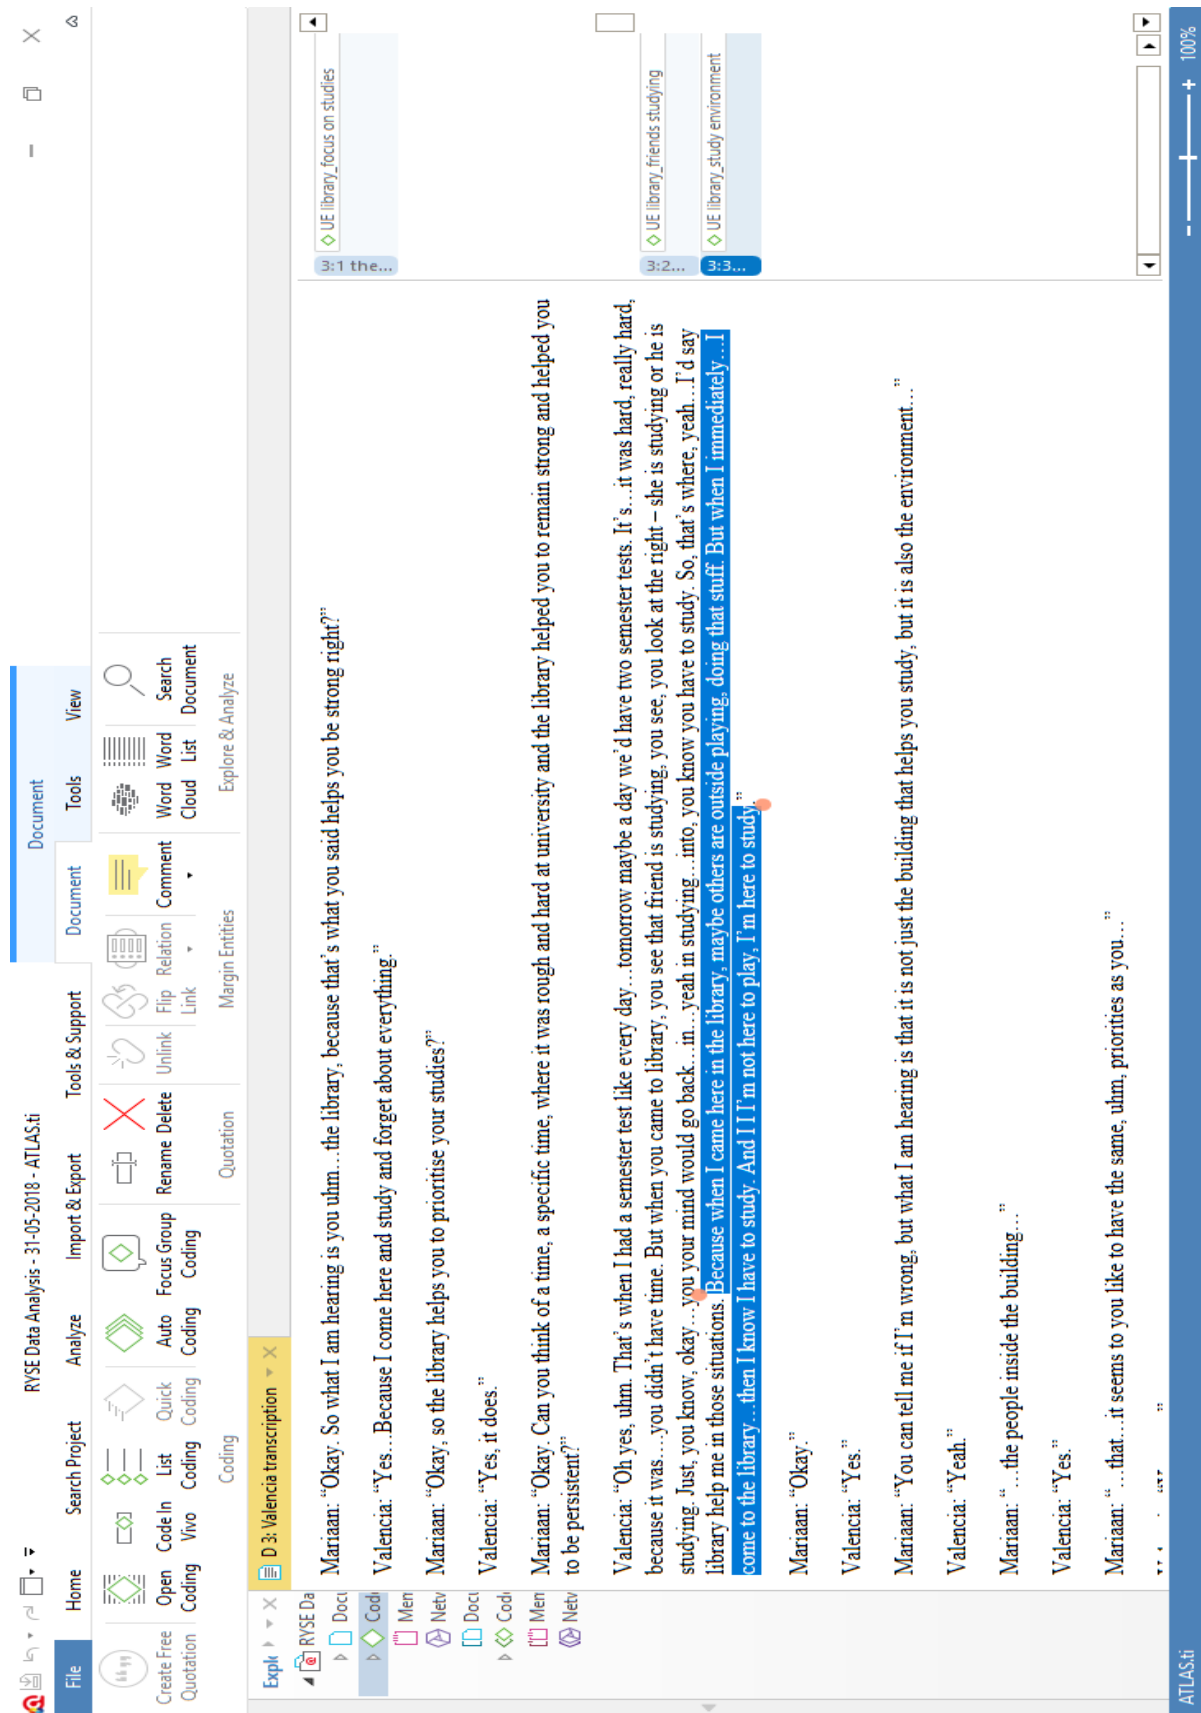 RYSE Data Analysis - 31-05-2018 - ATLAS.ti
Document
File Home Search Project Analyze Import & Export Tools & Support Document Tools View
Create Free Quotation
Open Coding
Code In Vivo
List Coding
Quick Coding
Auto Coding
Focus Group Coding
Rename Delete
Unlink
Flip Link
Relation
Comment
Word Cloud
Word List
Search Document
Coding Quotation Margin Entities Explore & Analyze
Expl
D 3: Valencia transcription
RYSE Da
Docu
Codi
Mem
Netv
Docu
Codi
Mem
Netv
Mariaan: “Okay. So what I am hearing is you uhm…the library, because that’s what you said helps you be strong right?”
Valencia: “Yes…Because I come here and study and forget about everything.”
Mariaan: “Okay, so the library helps you to prioritise your studies?”
Valencia: “Yes, it does.”
Mariaan: “Okay. Can you think of a time, a specific time, where it was rough and hard at university and the library helped you to remain strong and helped you
to be persistent?”
Valencia: “Oh yes, uhm. That’s when I had a semester test like every day…tomorrow maybe a day we’d have two semester tests. It’s…it was hard, really hard,
because it was…you didn’t have time. But when you came to library, you see that friend is studying, you see, you look at the right – she is studying or he is
studying. Just, you know, okay…you your mind would go back…in…yeah in studying…into, you know you have to study. So, that’s where, yeah…I’d say
library help me in those situations. Because when I came here in the library, maybe others are outside playing, doing that stuff. But when I immediately…I
come to the library…then I know I have to study. And I I I’m not here to play, I’m here to study.”
Mariaan: “Okay.”
Valencia: “Yes.”
Mariaan: “You can tell me if I’m wrong, but what I am hearing is that it is not just the building that helps you study, but it is also the environment…”
Valencia: “Yeah.”
Mariaan: “…the people inside the building…”
Valencia: “Yes.”
Mariaan: “…that…it seems to you like to have the same, uhm, priorities as you…”
3:1 the...
UE library_focus on studies
3:2...
UE library_friends studying
3:3...
UE library_study environment
ATLAS.ti
100%